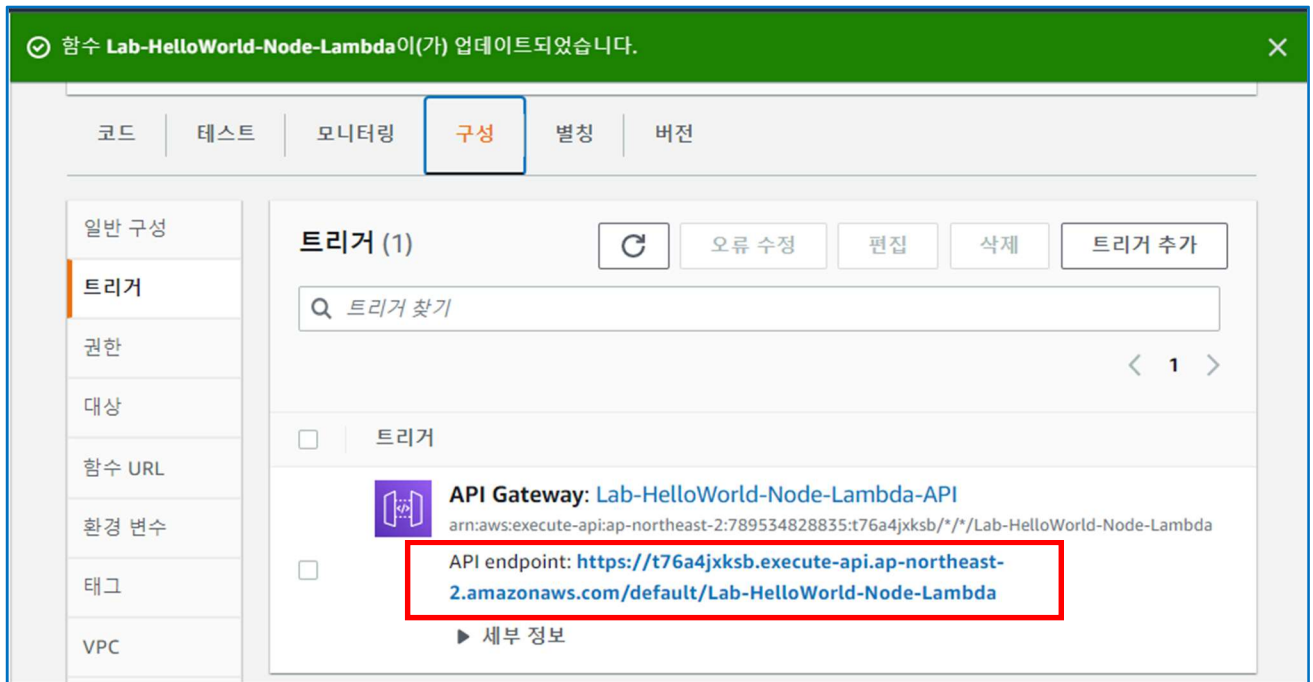 함수 Lab-HelloWorld-Node-Lambda이(가) 업데이트되었습니다.
코드 테스트 모니터링 구성 별칭 버전
일반 구성
트리거
권한
대상
함수 URL
환경 변수
태그
VPC
트리거 (1)
오류 수정 편집 삭제 트리거 추가
트리거 찾기
1
트리거
API Gateway: Lab-HelloWorld-Node-Lambda-API
arn:aws:execute-api:ap-northeast-2:789534828835:t76a4jxksb/*/*/Lab-HelloWorld-Node-Lambda
API endpoint: https://t76a4jxksb.execute-api.ap-northeast-
2.amazonaws.com/default/Lab-HelloWorld-Node-Lambda
세부 정보